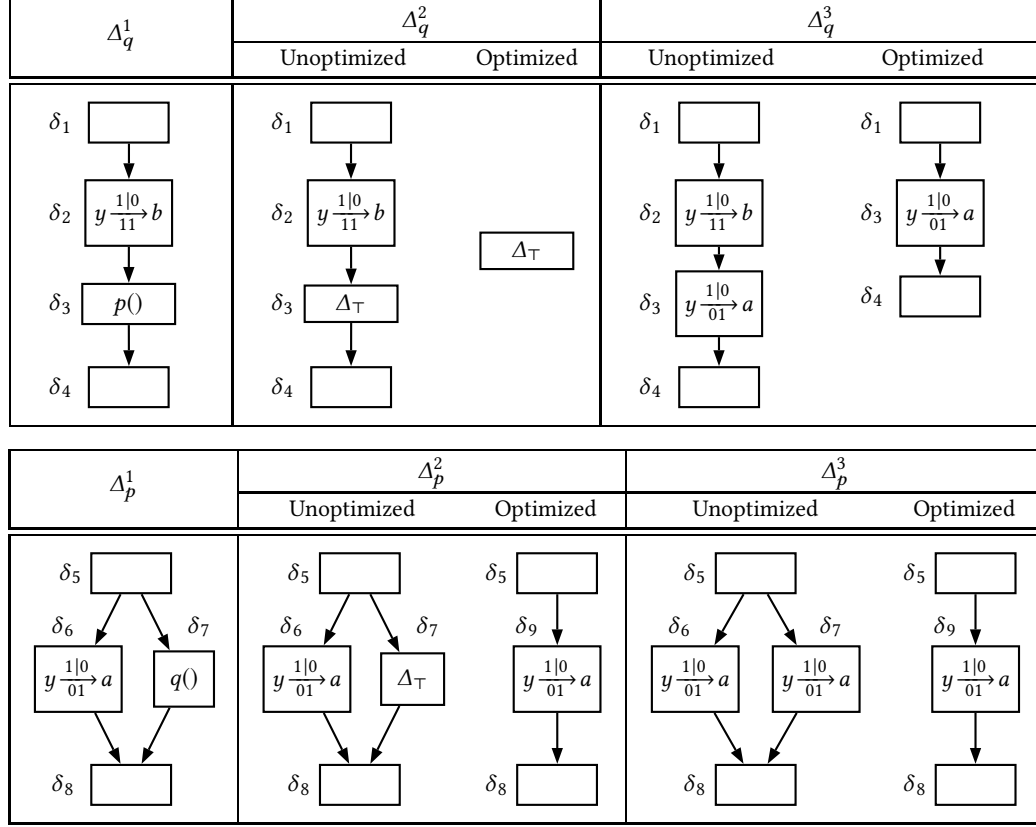 Δ_q^1 Δ_q^2 Δ_q^3
Unoptimized Optimized Unoptimized Optimized
δ₁ δ₁ δ₁ δ₁
δ₂ y 1|0 11 → b δ₂ y 1|0 11 → b δ₂ y 1|0 11 → b δ₃ y 1|0 01 → a
Δ_⊤
δ₃ p() δ₃ Δ_⊤ δ₃ y 1|0 01 → a δ₄
δ₄ δ₄ δ₄
Δ_p^1 Δ_p^2 Δ_p^3
Unoptimized Optimized Unoptimized Optimized
δ₅ δ₅ δ₅ δ₅ δ₅
δ₆ δ₇ δ₆ δ₇ δ₉ δ₆ δ₇ δ₉
y 1|0 01 → a q() y 1|0 01 → a Δ_⊤ y 1|0 01 → a y 1|0 01 → a y 1|0 01 → a y 1|0 01 → a
δ₈ δ₈ δ₈ δ₈ δ₈